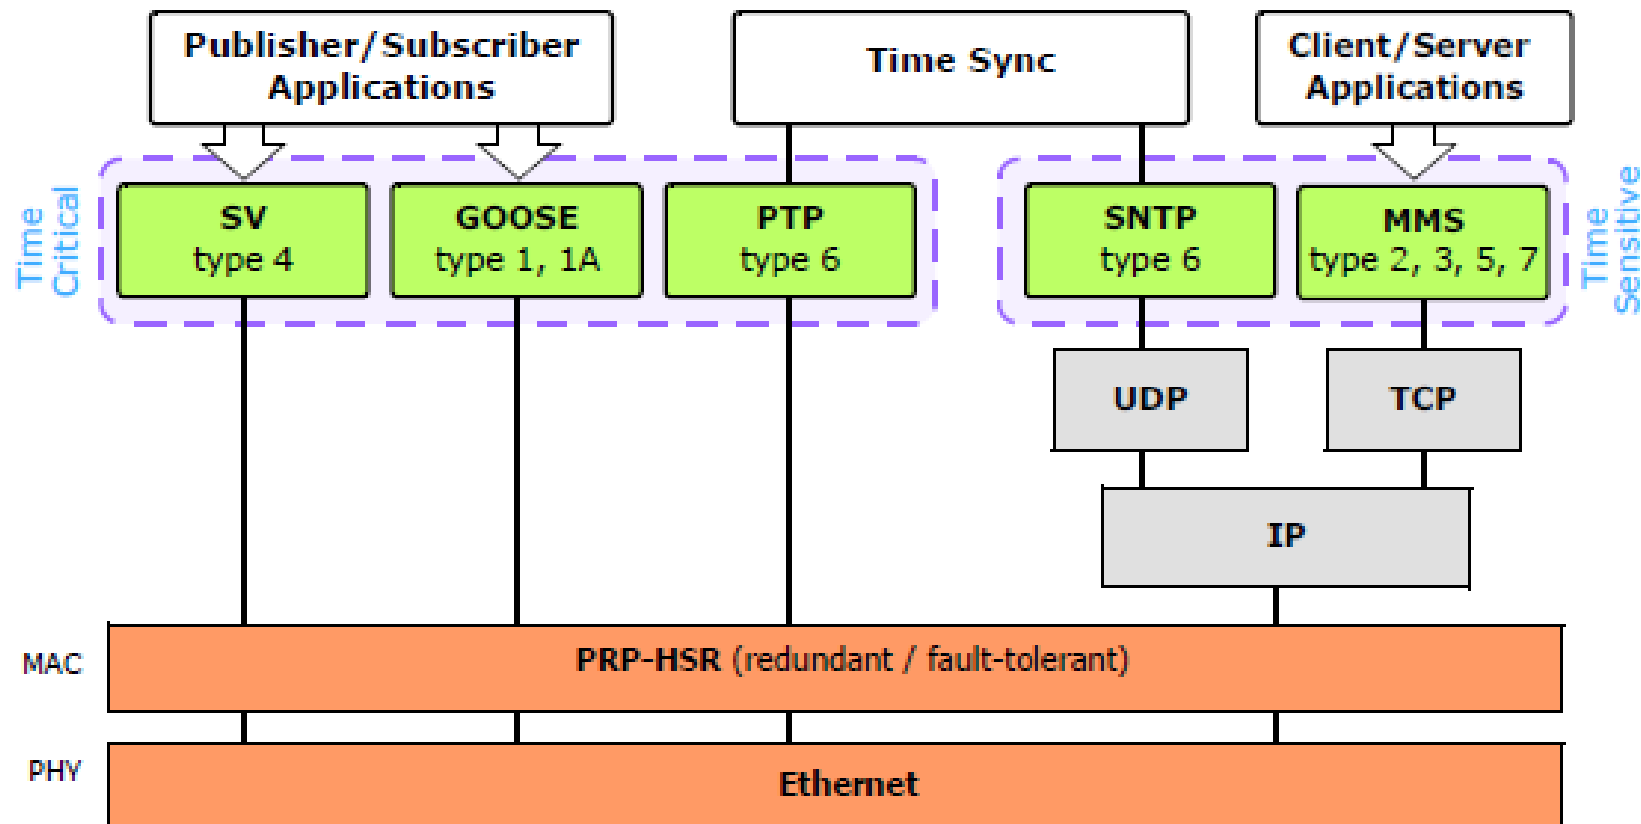 Publisher/Subscriber
Applications
Time Sync
Client/Server
Applications
Time
Critical
SV
type 4
GOOSE
type 1, 1A
PTP
type 6
SNTP
type 6
MMS
type 2, 3, 5, 7
Time
Sensitive
UDP
TCP
IP
MAC
PRP-HSR (redundant / fault-tolerant)
PHY
Ethernet